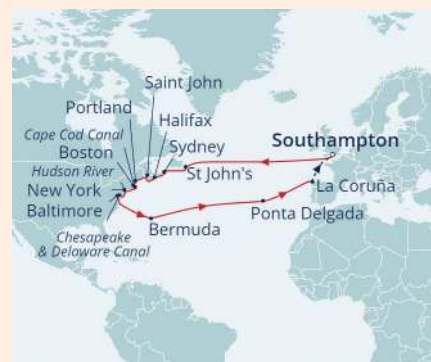 Saint John
Portland
Halifax
Cape Cod Canal
Sydney
Boston
Southampton
Hudson River
St John's
New York
La Coruña
Baltimore
Ponta Delgada
Bermuda
Chesapeake
& Delaware Canal